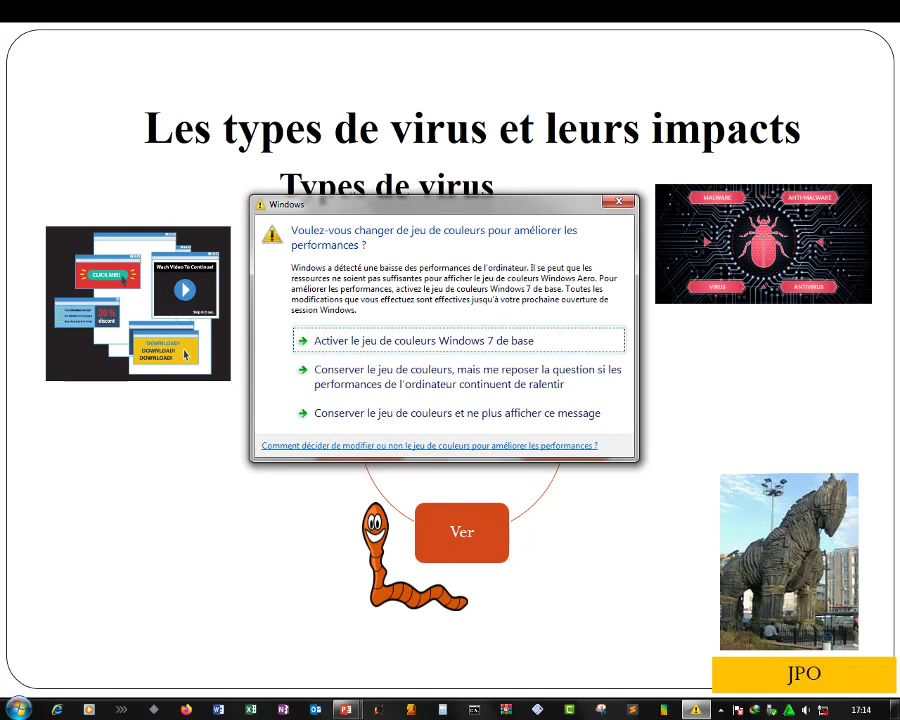 Les types de virus et leurs impacts
Types de virus
Windows
Voulez-vous changer de jeu de couleurs pour améliorer les
performances ?
Windows a détecté une baisse des performances de l'ordinateur. Il se peut que les
ressources ne soient pas suffisantes pour afficher le jeu de couleurs Windows Aero. Pour
améliorer les performances, activez le jeu de couleurs Windows 7 de base. Toutes les
modifications que vous effectuez sont effectives jusqu'à votre prochaine ouverture de
session Windows.
Activer le jeu de couleurs Windows 7 de base
Conserver le jeu de couleurs, mais me reposer la question si les
performances de l'ordinateur continuent de ralentir
Conserver le jeu de couleurs et ne plus afficher ce message
Comment décider de modifier ou non le jeu de couleurs pour améliorer les performances ?
CLICK ME!
Wach Video To Continue!
Skip in 5 sec.
20 %
discont
DOWNLOAD!
DOWNLOAD!
DOWNLOAD!
MALWARE
ANTI-MALWARE
VIRUS
ANTIVIRUS
Ver
JPO
17:14